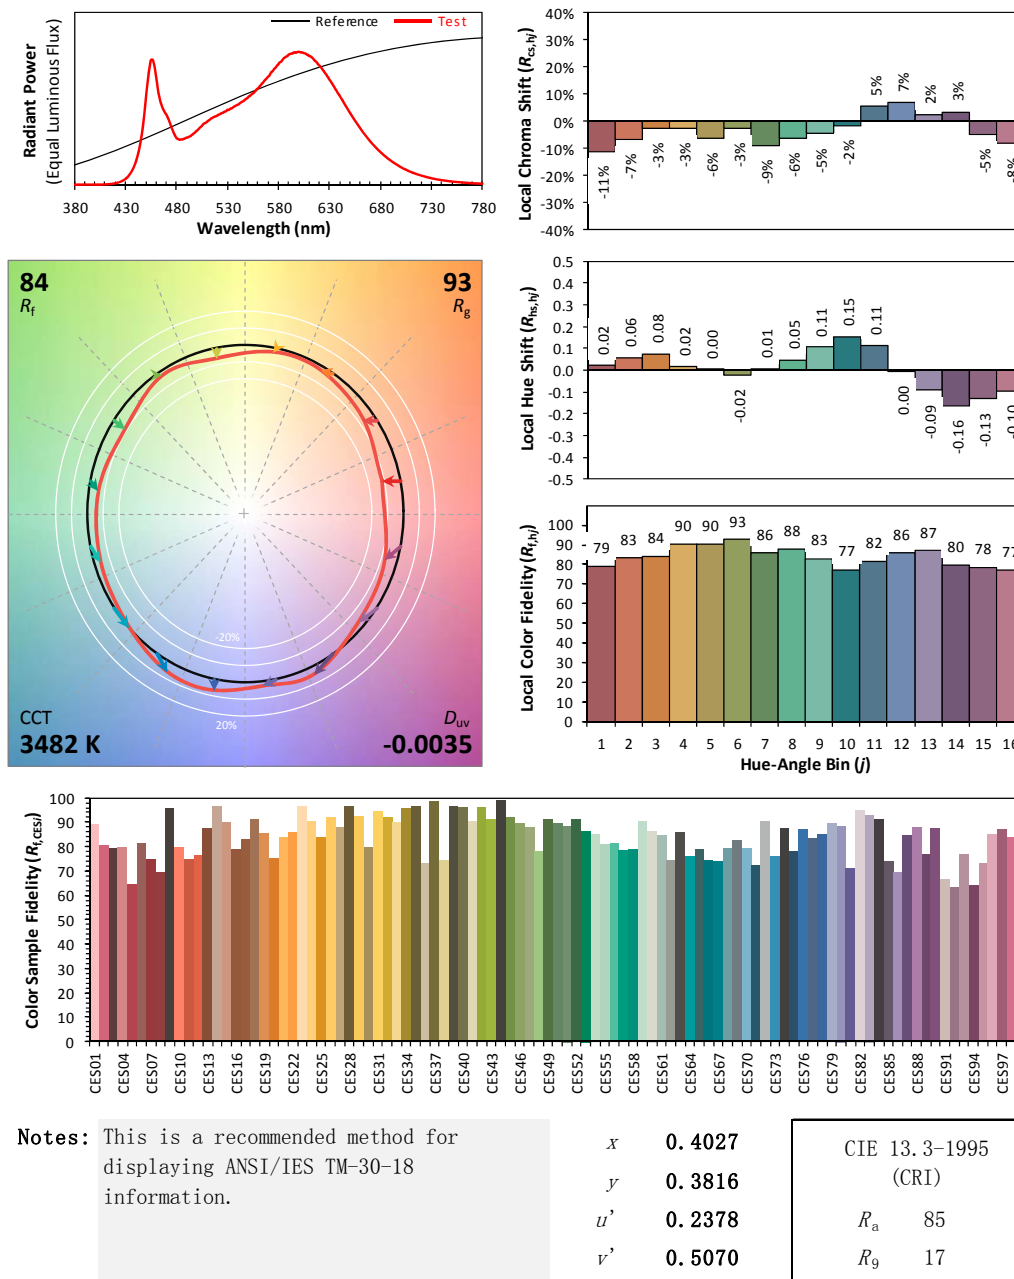 Reference Test
Radiant Power
(Equal Luminous Flux)
380 430 480 530 580 630 680 730 780
Wavelength (nm)
Local Chroma Shift (Rcs,hj)
40%
30%
20%
10%
0%
-10%
-20%
-30%
-40%
-11% -7% -3% -3% -6% -3% -9% -6% -5% -2% 5% 7% 2% 3% -5% -8%
84
Rf
93
Rg
-20%
20%
CCT
3482 K
Duv
-0.0035
Local Hue Shift (Rhs,hj)
0.5
0.4
0.3
0.2
0.1
0.0
-0.1
-0.2
-0.3
-0.4
-0.5
0.02 0.06 0.08 0.02 0.00 -0.02 0.01 0.05 0.11 0.15 0.11 0.00 -0.09 -0.16 -0.13 -0.10
Local Color Fidelity (Rf,hj)
100
90
80
70
60
50
40
30
20
10
0
79 83 84 90 90 93 86 88 83 77 82 86 87 80 78 77
1 2 3 4 5 6 7 8 9 10 11 12 13 14 15 16
Hue-Angle Bin (j)
Color Sample Fidelity (Rf,CESi)
100
90
80
70
60
50
40
30
20
10
0
CES01 CES04 CES07 CES10 CES13 CES16 CES19 CES22 CES25 CES28 CES31 CES34 CES37 CES40 CES43 CES46 CES49 CES52 CES55 CES58 CES61 CES64 CES67 CES70 CES73 CES76 CES79 CES82 CES85 CES88 CES91 CES94 CES97
Notes: This is a recommended method for
displaying ANSI/IES TM-30-18
information.
x 0.4027
y 0.3816
u' 0.2378
v' 0.5070
CIE 13.3-1995
(CRI)
Ra 85
R9 17